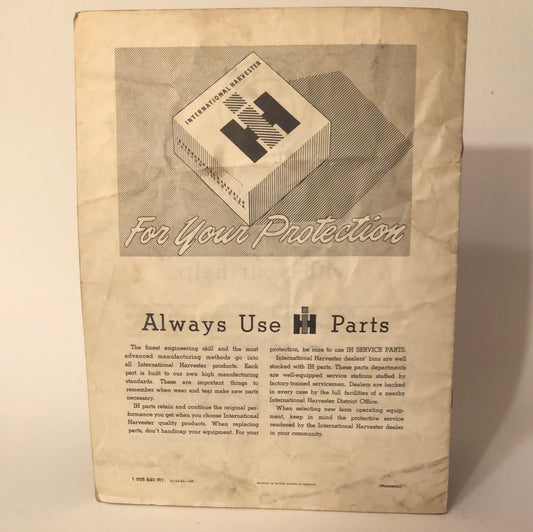 INTERNATIONAL HARVESTER
IH
For Your Protection
Always Use IH Parts
The finest engineering skill and the most
advanced manufacturing methods go into
all International Harvester products. Each
part is built to our own high manufacturing
standards. These are important things to
remember when wear and tear make new parts
necessary.
IH parts retain and continue the original per-
formance you get when you choose International
Harvester quality products. When replacing
parts, don't handicap your equipment. For your
protection, be sure to use IH SERVICE PARTS.
International Harvester dealers' bins are well
stocked with IH parts. These parts departments
are well-equipped service stations staffed by
factory-trained servicemen. Dealers are backed
in every case by the full facilities of a nearby
International Harvester District Office.
When selecting new farm operating equip-
ment, keep in mind the protective service
rendered by the International Harvester dealer
in your community.
1 005 640 R1.
PRINTED IN UNITED STATES OF AMERICA